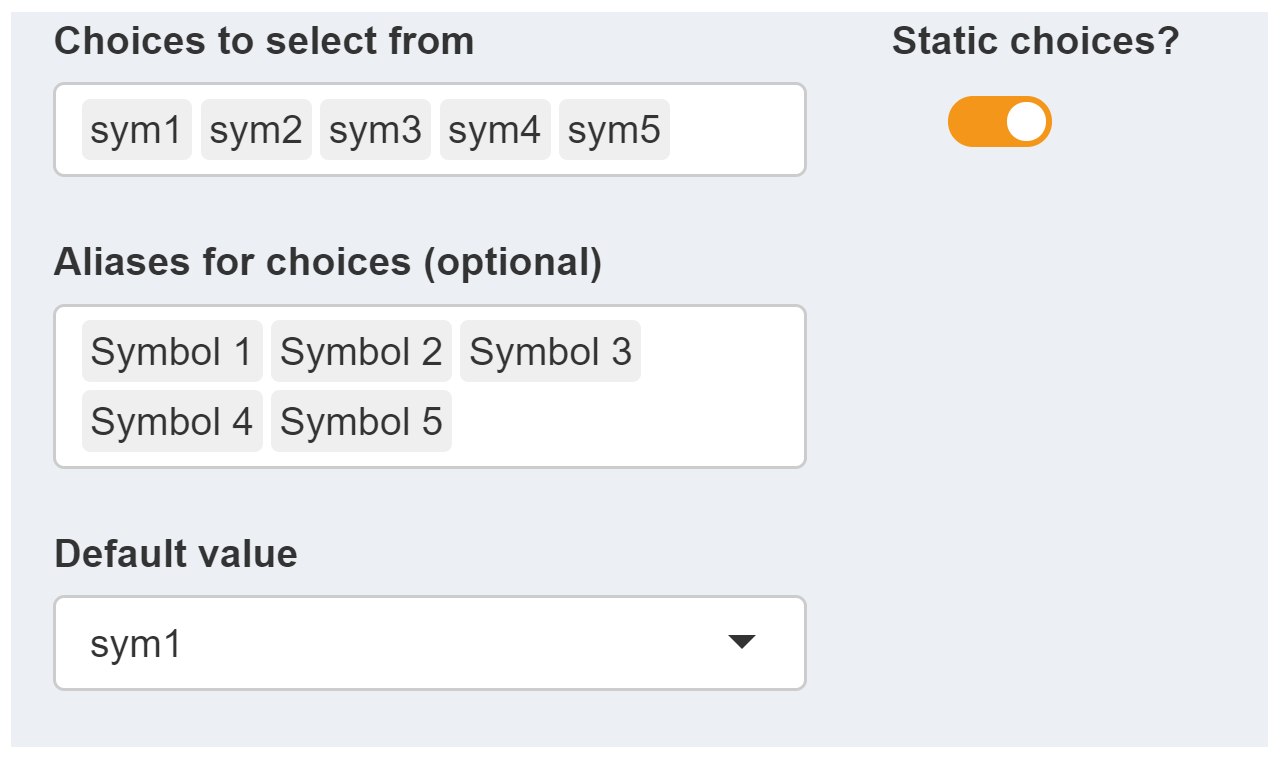 Choices to select from
Static choices?
sym1 sym2 sym3 sym4 sym5
Aliases for choices (optional)
Symbol 1 Symbol 2 Symbol 3
Symbol 4 Symbol 5
Default value
sym1